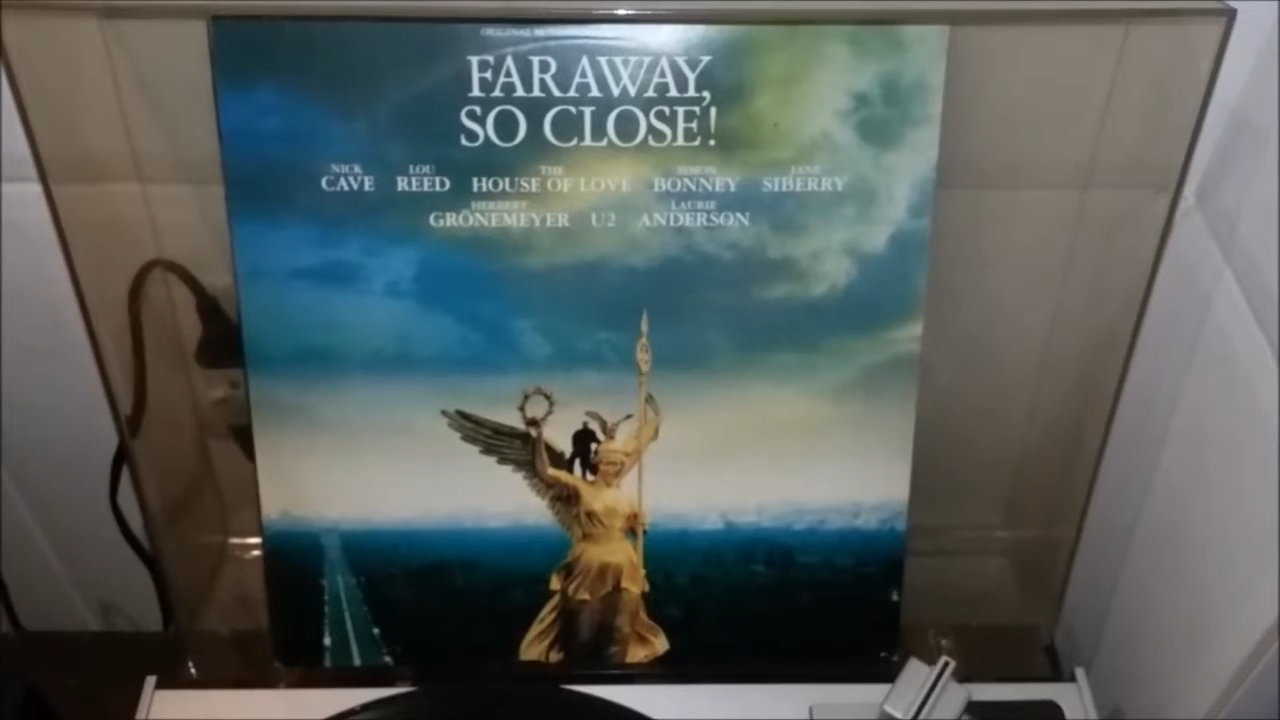 ORIGINAL
FARAWAY,
SO CLOSE!
NICK CAVE LOU REED THE HOUSE OF LOVE SIMON BONNEY JANE SIBERRY
HERBERT GRÖNEMEYER U2 LAURIE ANDERSON